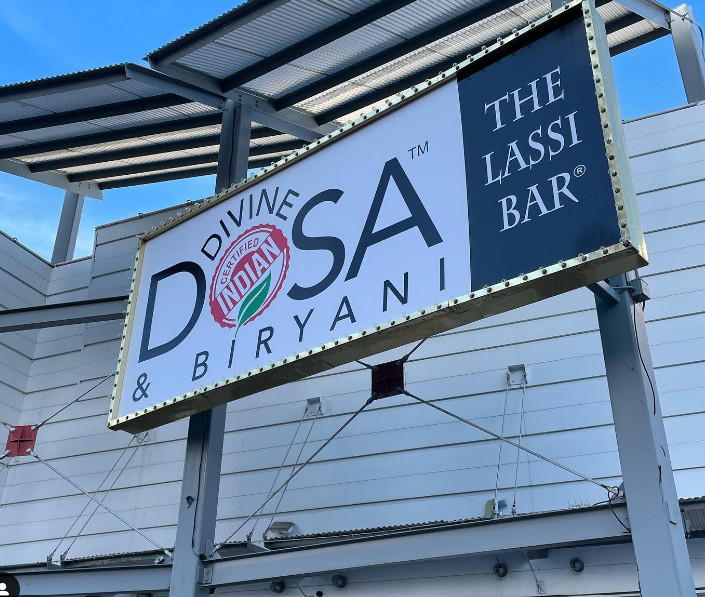 DIVINE
DOSA™
CERTIFIED
INDIAN
& BIRYANI
THE
LASSI
BAR®